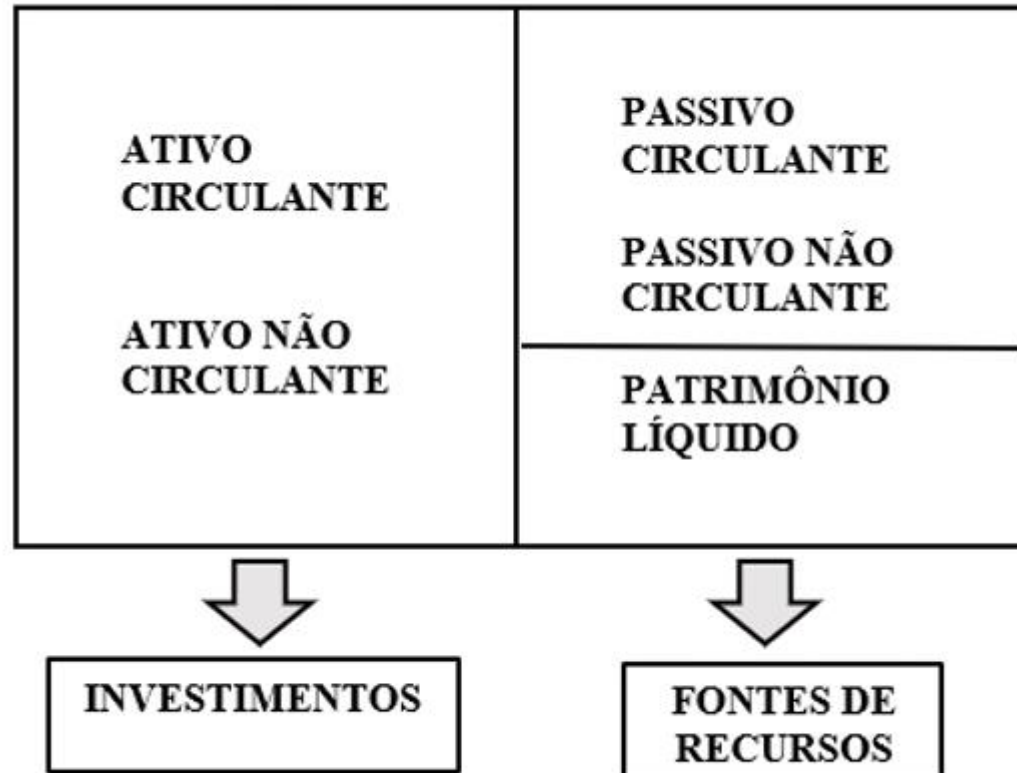 ATIVO
CIRCULANTE
ATIVO NÃO
CIRCULANTE
PASSIVO
CIRCULANTE
PASSIVO NÃO
CIRCULANTE
PATRIMÔNIO
LÍQUIDO
INVESTIMENTOS
FONTES DE
RECURSOS